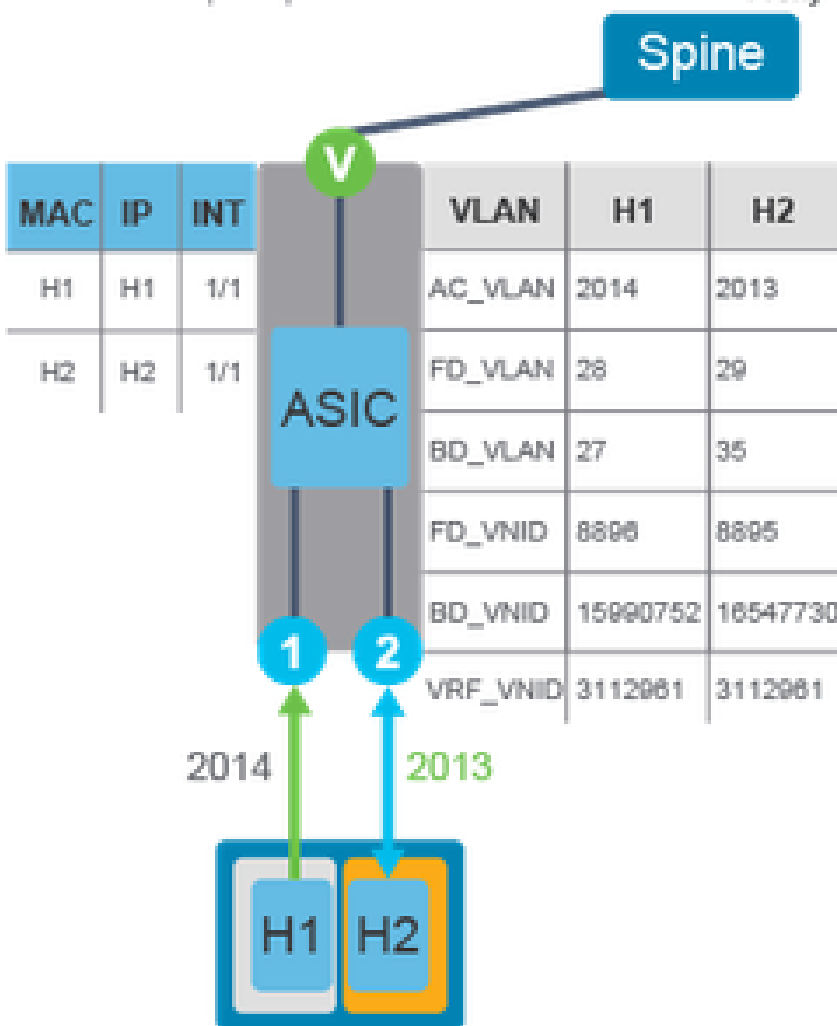 Spine
V
MAC IP INT
H1 H1 1/1
H2 H2 1/1
ASIC
VLAN H1 H2
AC_VLAN 2014 2013
FD_VLAN 28 29
BD_VLAN 27 35
FD_VNID 8896 8895
BD_VNID 15990752 16547730
VRF_VNID 3112961 3112961
1 2
2014 2013
H1 H2